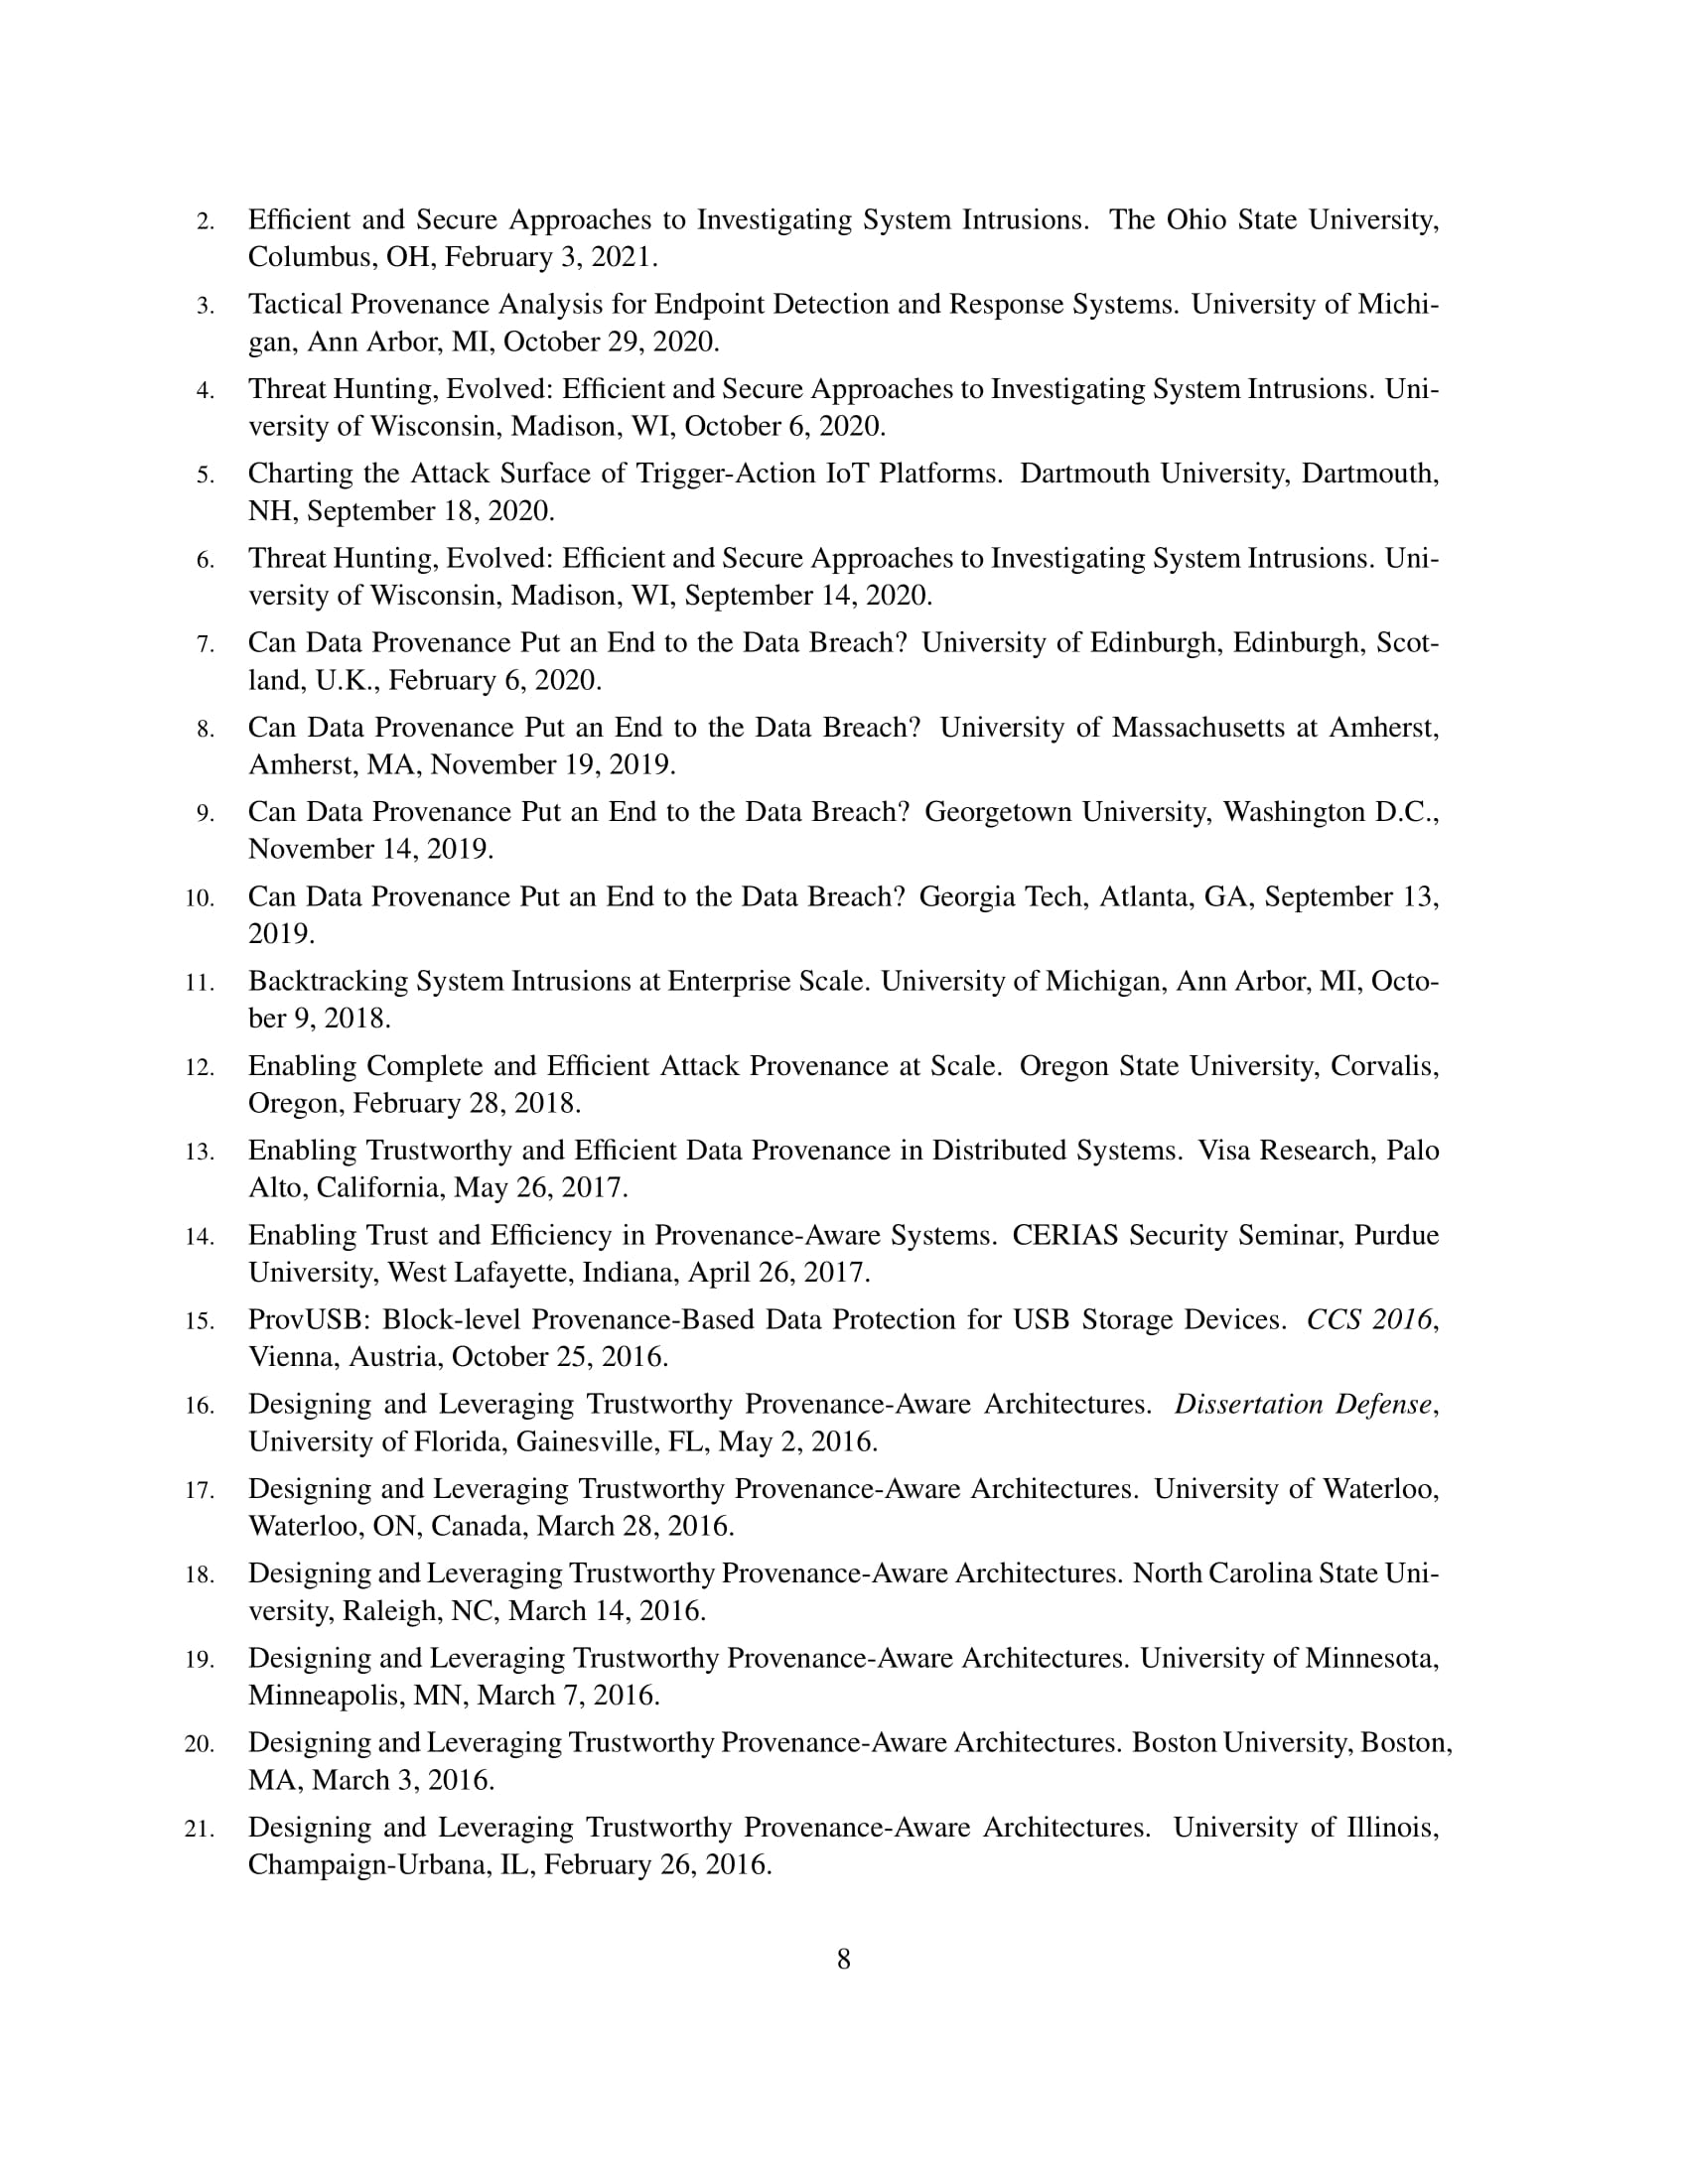 2. Efficient and Secure Approaches to Investigating System Intrusions. The Ohio State University,
Columbus, OH, February 3, 2021.
3. Tactical Provenance Analysis for Endpoint Detection and Response Systems. University of Michi-
gan, Ann Arbor, MI, October 29, 2020.
4. Threat Hunting, Evolved: Efficient and Secure Approaches to Investigating System Intrusions. Uni-
versity of Wisconsin, Madison, WI, October 6, 2020.
5. Charting the Attack Surface of Trigger-Action IoT Platforms. Dartmouth University, Dartmouth,
NH, September 18, 2020.
6. Threat Hunting, Evolved: Efficient and Secure Approaches to Investigating System Intrusions. Uni-
versity of Wisconsin, Madison, WI, September 14, 2020.
7. Can Data Provenance Put an End to the Data Breach? University of Edinburgh, Edinburgh, Scot-
land, U.K., February 6, 2020.
8. Can Data Provenance Put an End to the Data Breach? University of Massachusetts at Amherst,
Amherst, MA, November 19, 2019.
9. Can Data Provenance Put an End to the Data Breach? Georgetown University, Washington D.C.,
November 14, 2019.
10. Can Data Provenance Put an End to the Data Breach? Georgia Tech, Atlanta, GA, September 13,
2019.
11. Backtracking System Intrusions at Enterprise Scale. University of Michigan, Ann Arbor, MI, Octo-
ber 9, 2018.
12. Enabling Complete and Efficient Attack Provenance at Scale. Oregon State University, Corvalis,
Oregon, February 28, 2018.
13. Enabling Trustworthy and Efficient Data Provenance in Distributed Systems. Visa Research, Palo
Alto, California, May 26, 2017.
14. Enabling Trust and Efficiency in Provenance-Aware Systems. CERIAS Security Seminar, Purdue
University, West Lafayette, Indiana, April 26, 2017.
15. ProvUSB: Block-level Provenance-Based Data Protection for USB Storage Devices. CCS 2016,
Vienna, Austria, October 25, 2016.
16. Designing and Leveraging Trustworthy Provenance-Aware Architectures. Dissertation Defense,
University of Florida, Gainesville, FL, May 2, 2016.
17. Designing and Leveraging Trustworthy Provenance-Aware Architectures. University of Waterloo,
Waterloo, ON, Canada, March 28, 2016.
18. Designing and Leveraging Trustworthy Provenance-Aware Architectures. North Carolina State Uni-
versity, Raleigh, NC, March 14, 2016.
19. Designing and Leveraging Trustworthy Provenance-Aware Architectures. University of Minnesota,
Minneapolis, MN, March 7, 2016.
20. Designing and Leveraging Trustworthy Provenance-Aware Architectures. Boston University, Boston,
MA, March 3, 2016.
21. Designing and Leveraging Trustworthy Provenance-Aware Architectures. University of Illinois,
Champaign-Urbana, IL, February 26, 2016.
8